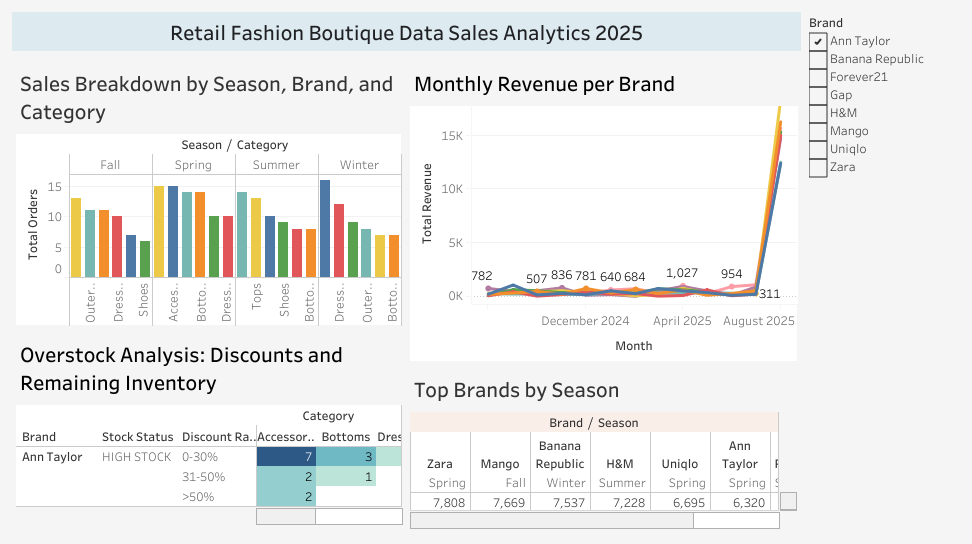 Retail Fashion Boutique Data Sales Analytics 2025
Brand
Ann Taylor
Banana Republic
Forever21
Gap
H&M
Mango
Uniqlo
Zara
Sales Breakdown by Season, Brand, and
Category
Season / Category
Fall
Spring
Summer
Winter
Total Orders
15
10
5
0
Outer..
Dress..
Shoes
Acces..
Botto..
Dress..
Tops
Shoes
Botto..
Dress..
Outer..
Botto..
Monthly Revenue per Brand
Total Revenue
15K
10K
5K
0K
782
507
836
781
640
684
1,027
954
311
December 2024
April 2025
August 2025
Month
Overstock Analysis: Discounts and
Remaining Inventory
Category
Brand Stock Status Discount Ra.. Accessor.. Bottoms Dres
Ann Taylor HIGH STOCK 0-30% 7 3
31-50% 2 1
>50% 2
Top Brands by Season
Brand / Season
Zara Mango Banana Republic H&M Uniqlo Ann Taylor F
Spring Fall Winter Summer Spring Spring S
7,808 7,669 7,537 7,228 6,695 6,320